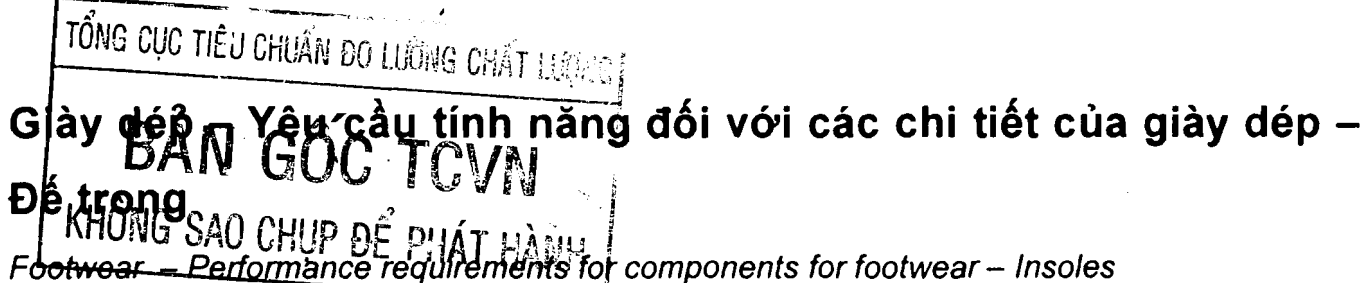 TỔNG CỤC TIÊU CHUẨN ĐO LƯỜNG CHẤT LƯỢNG
Giày dép – Yêu cầu tính năng đối với các chi tiết của giày dép –
BẢN GỐC TCVN
Đế trong
KHÔNG SAO CHỤP ĐỂ PHÁT HÀNH
Footwear – Performance requirements for components for footwear – Insoles